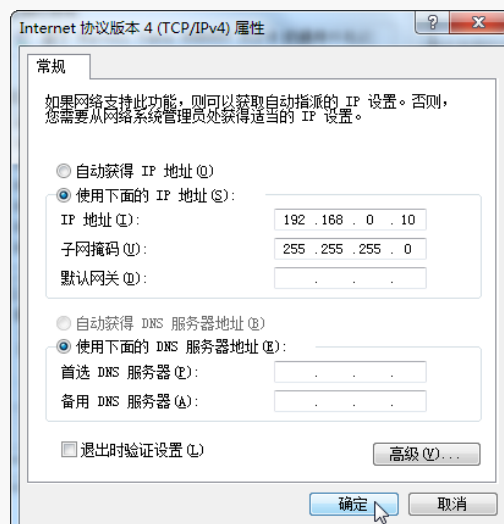 Internet 协议版本 4 (TCP/IPv4) 属性
常规
如果网络支持此功能，则可以获取自动指派的 IP 设置。否则，
您需要从网络系统管理员处获得适当的 IP 设置。
自动获得 IP 地址(O)
使用下面的 IP 地址(S):
IP 地址(I): 192 .168 . 0 . 10
子网掩码(U): 255 .255 .255 . 0
默认网关(D): . . .
自动获得 DNS 服务器地址(B)
使用下面的 DNS 服务器地址(E):
首选 DNS 服务器(P): . . .
备用 DNS 服务器(A): . . .
退出时验证设置(L)
高级(V)...
确定 取消